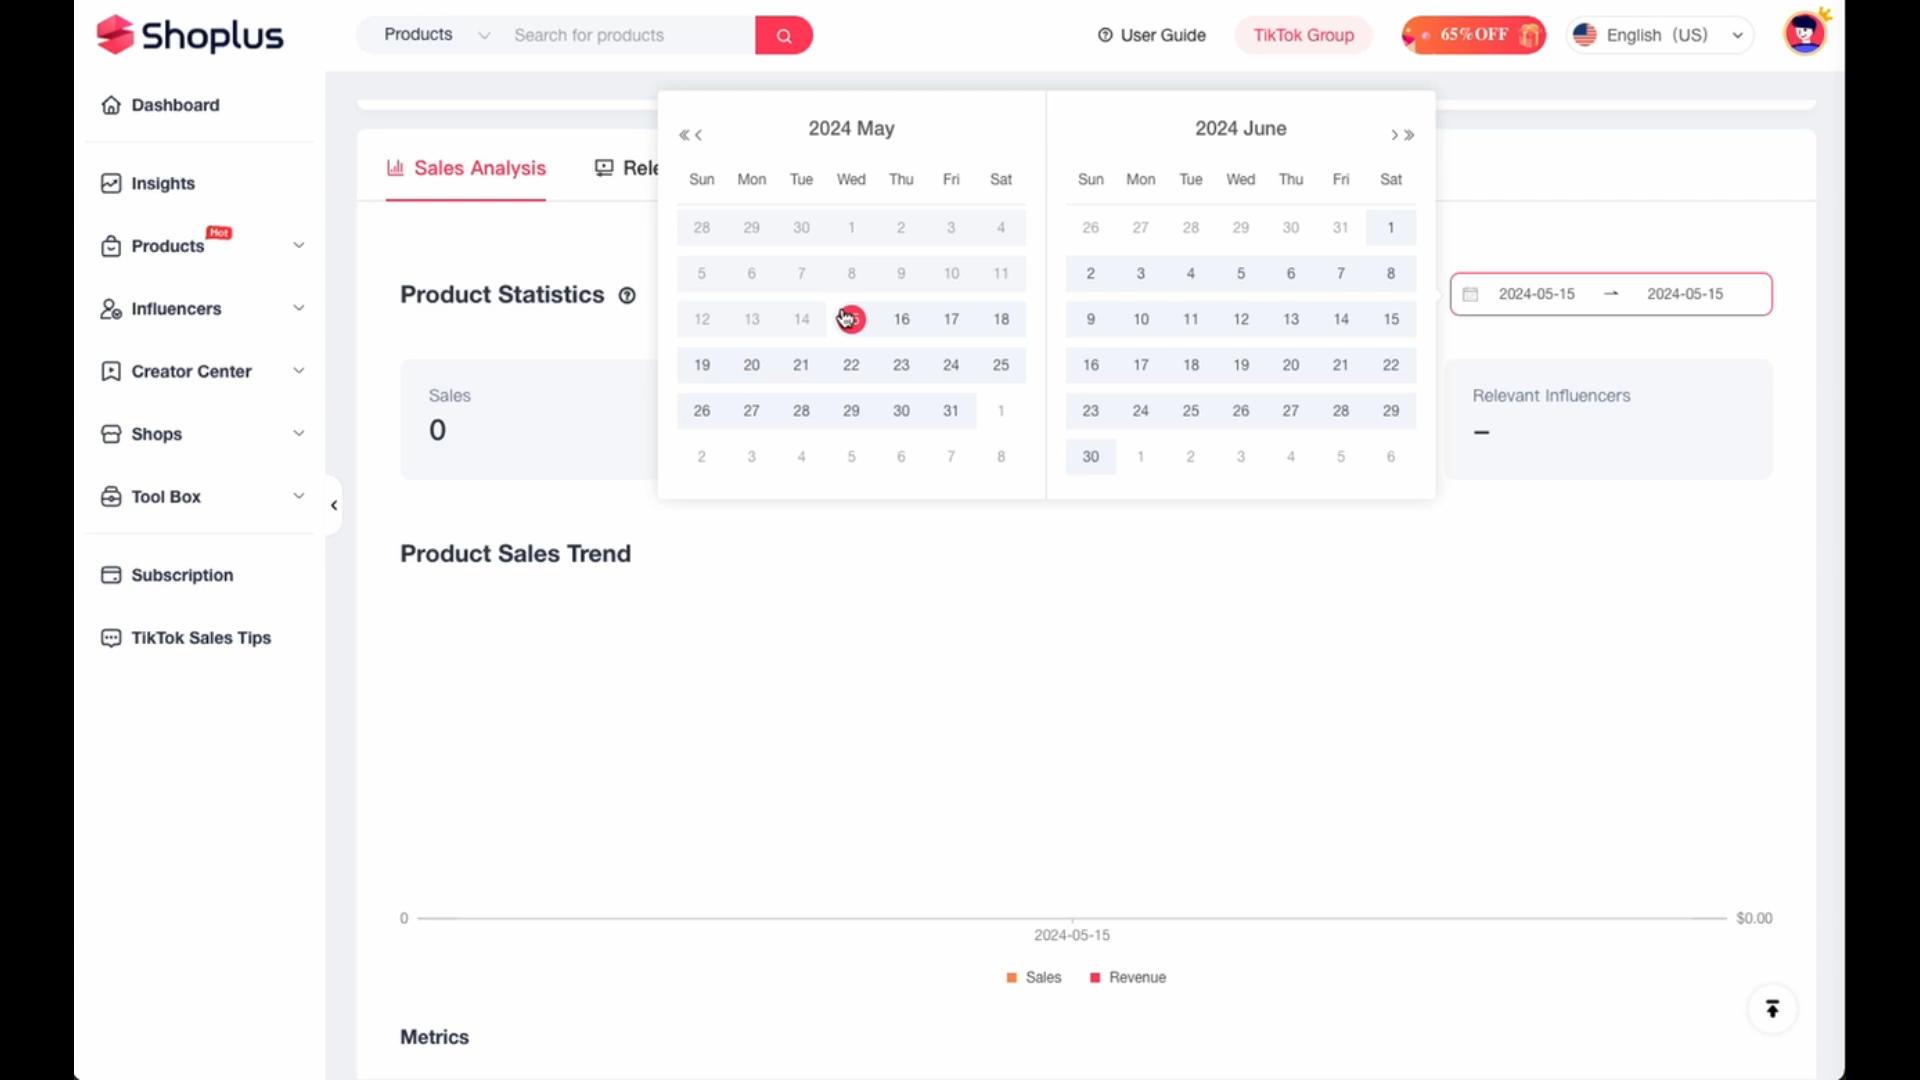 Shoplus
Products
Search for products
User Guide
TikTok Group
65%OFF
English (US)
Dashboard
Insights
Products
Hot
Influencers
Creator Center
Shops
Tool Box
Subscription
TikTok Sales Tips
Sales Analysis
Rele
Product Statistics
2024-05-15
2024-05-15
Sales
0
Relevant Influencers
–
2024 May
Sun Mon Tue Wed Thu Fri Sat
28 29 30 1 2 3 4
5 6 7 8 9 10 11
12 13 14 16 17 18
19 20 21 22 23 24 25
26 27 28 29 30 31 1
2 3 4 5 6 7 8
2024 June
Sun Mon Tue Wed Thu Fri Sat
26 27 28 29 30 31 1
2 3 4 5 6 7 8
9 10 11 12 13 14 15
16 17 18 19 20 21 22
23 24 25 26 27 28 29
30 1 2 3 4 5 6
Product Sales Trend
0
$0.00
2024-05-15
Sales
Revenue
Metrics